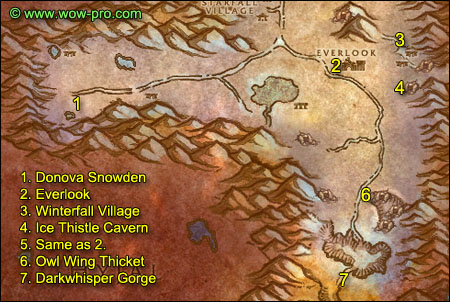 © www.wow-pro.com
STARFALL
VILLAGE
EVERLOOK
3
2
4
1
6
7
1. Donova Snowden
2. Everlook
3. Winterfall Village
4. Ice Thistle Cavern
5. Same as 2.
6. Owl Wing Thicket
7. Darkwhisper Gorge